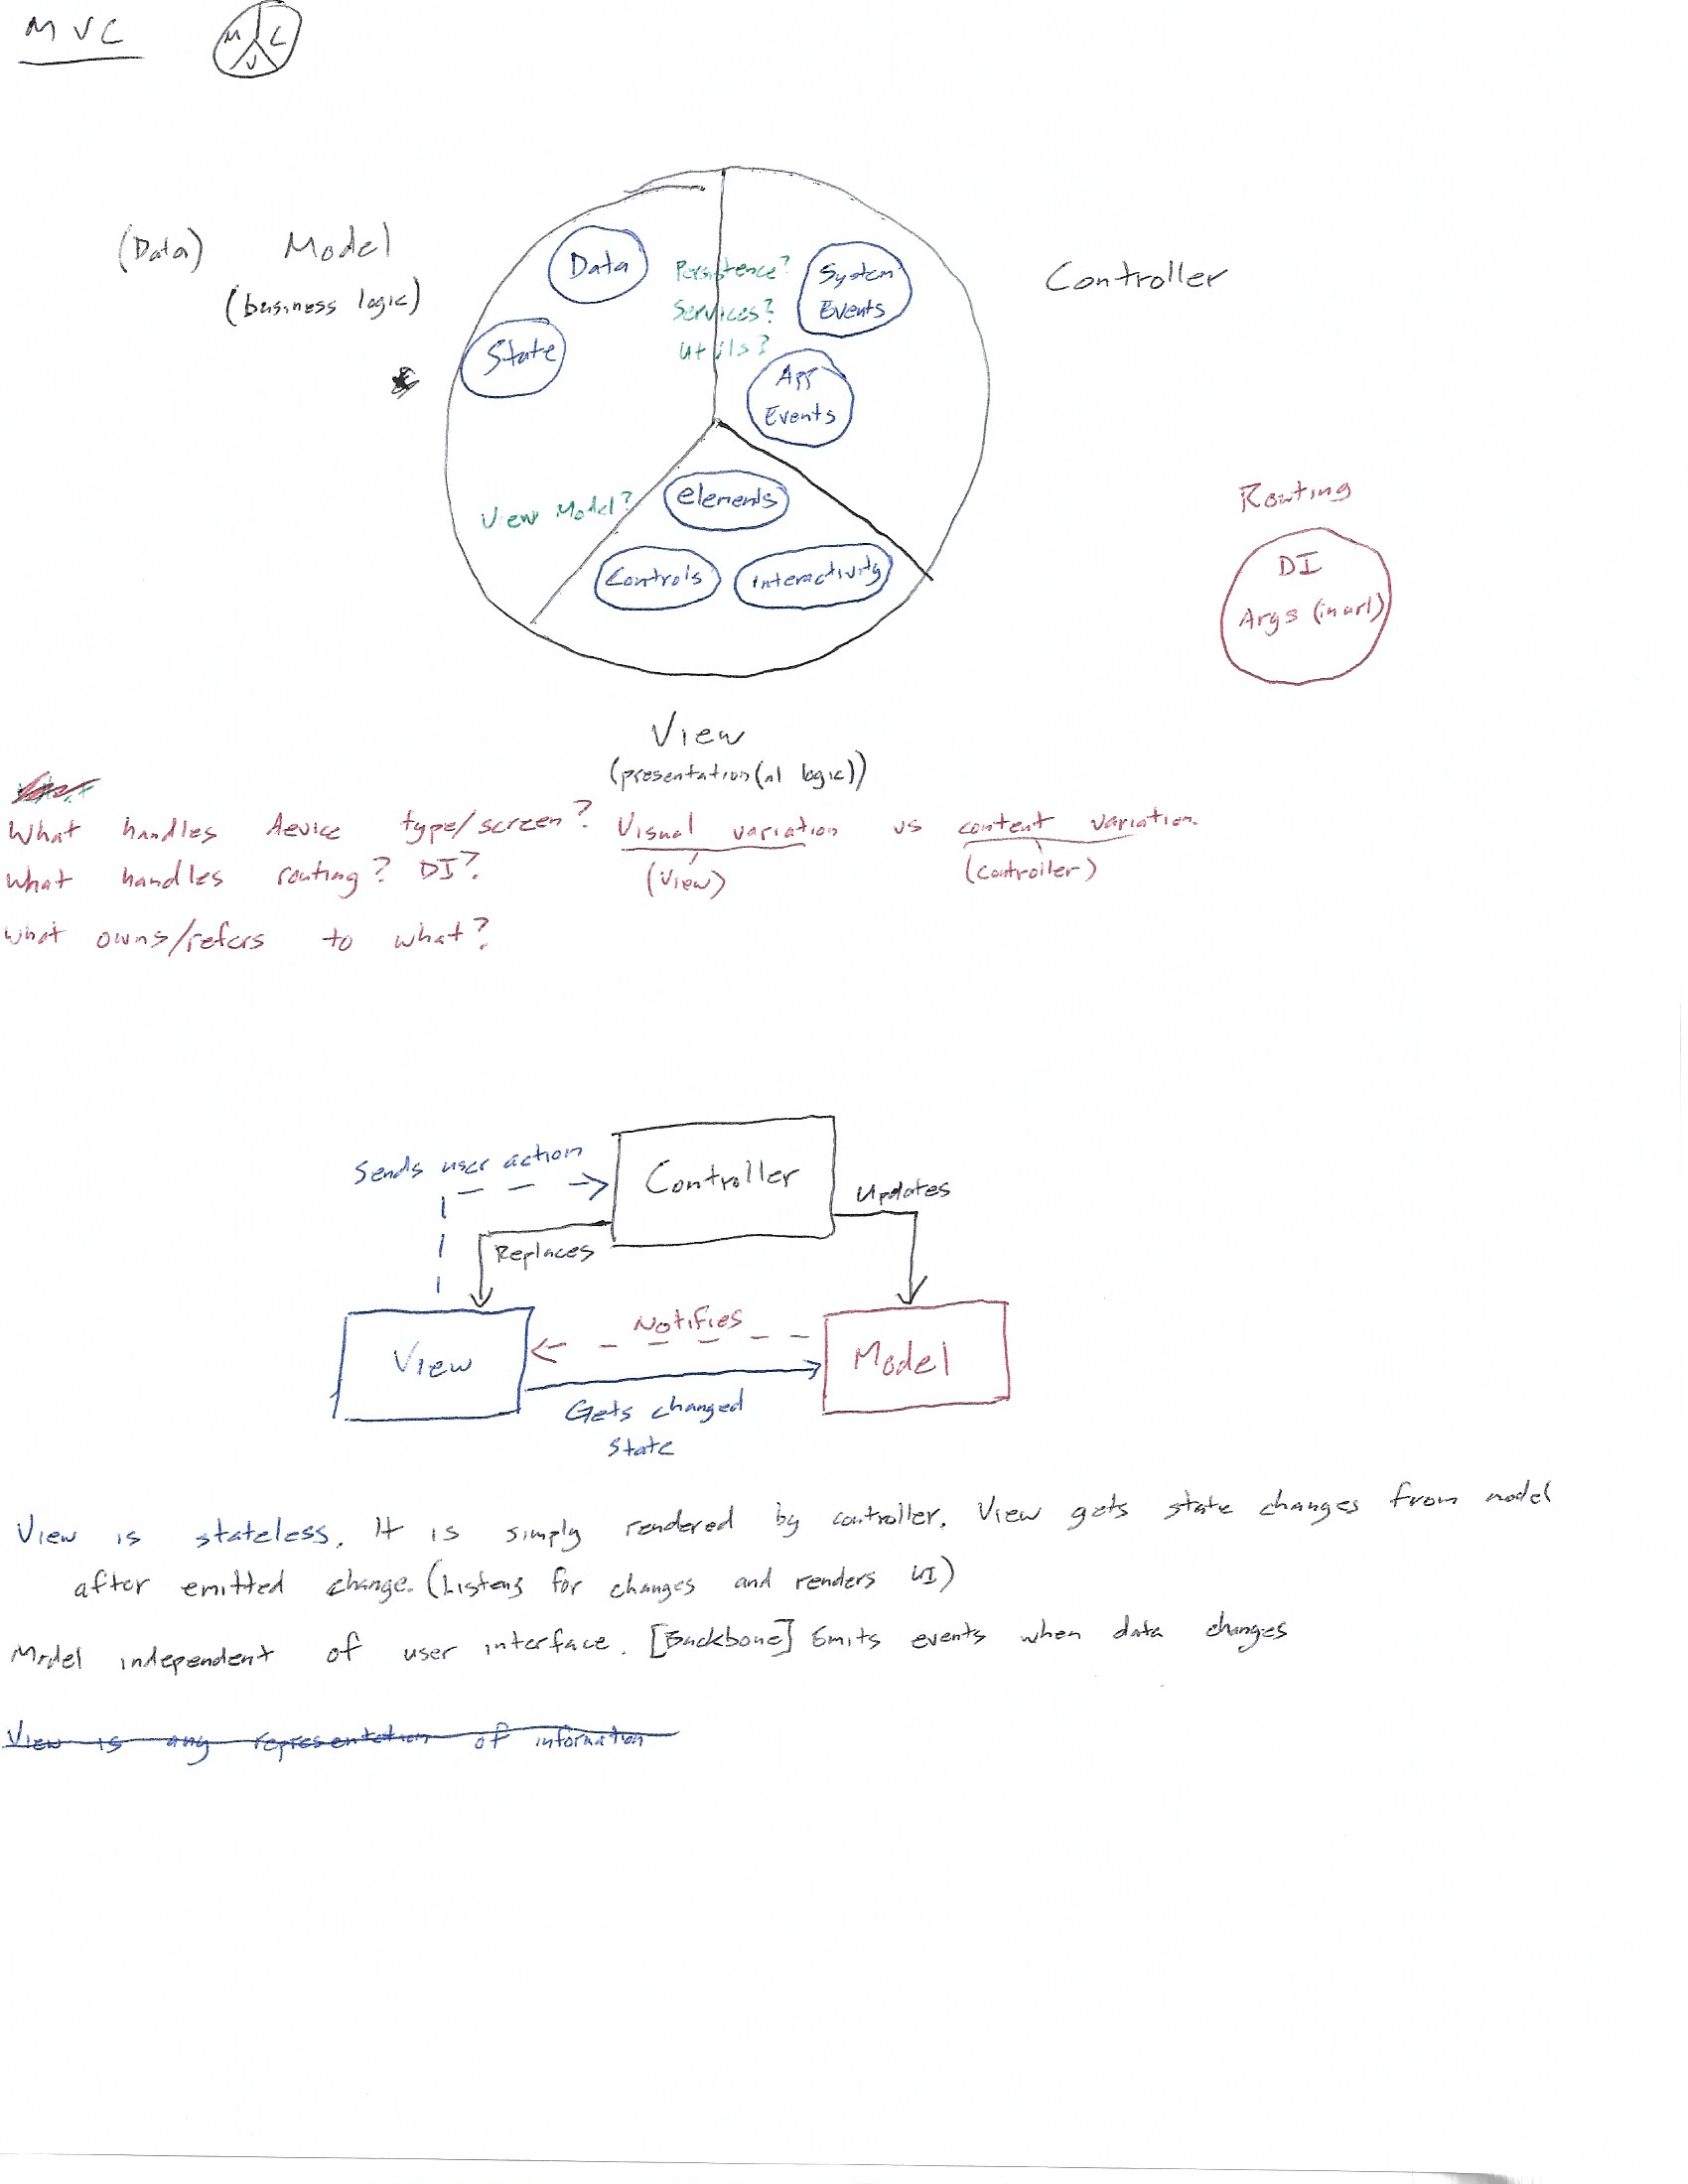 MVC
M C
V
(Data) Model
(business logic)
Data
State
Persistence?
Services?
Utils?
System
Events
App
Events
Controller
View Model?
elements
Controls
interactivity
Routing
DI
Args (in url)
View
(presentation(al logic))
What handles device type/screen? Visual variation vs content variation.
(View) (Controller)
What handles routing? DI?
What owns/refers to what?
Sends user action
Controller
Updates
Replaces
Notifies
View
Model
Gets changed
state
View is stateless. It is simply rendered by controller. View gets state changes from model
after emitted change. (Listens for changes and renders UI)
Model independent of user interface. [Backbone] Emits events when data changes
View is any representation of information